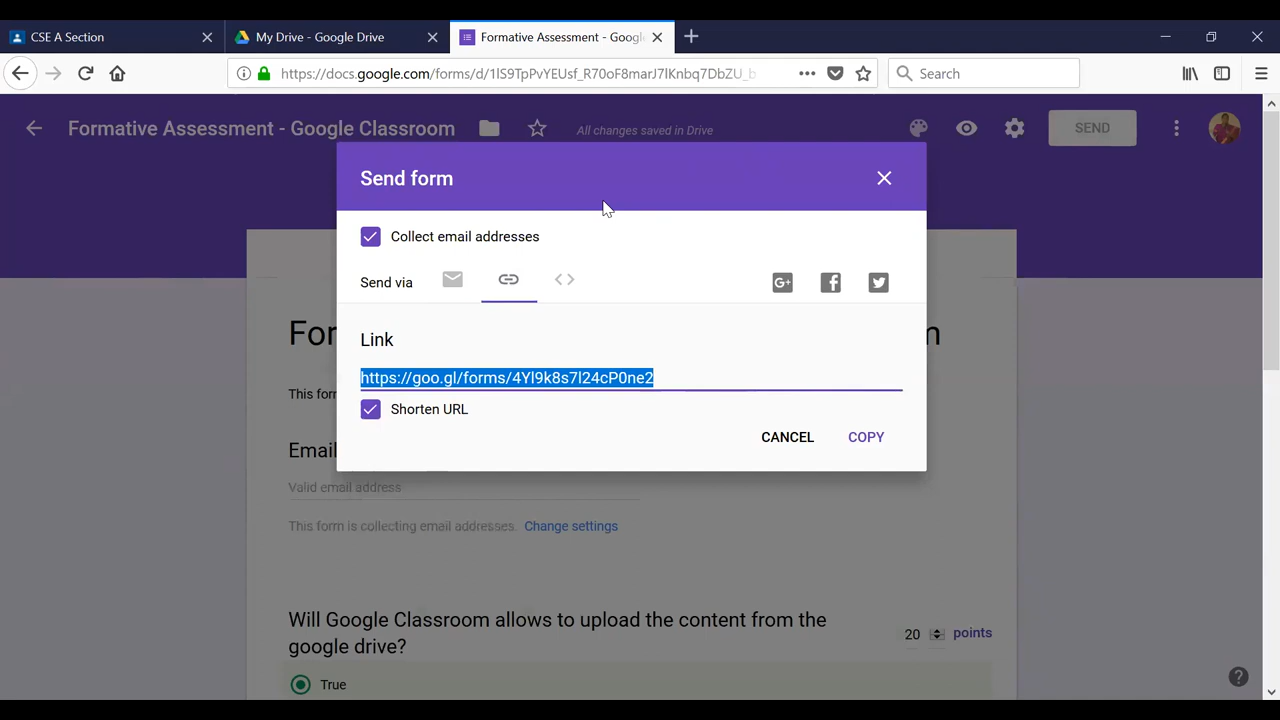 CSE A Section
My Drive - Google Drive
Formative Assessment - Googl
https://docs.google.com/forms/d/1lS9TpPvYEUsf_R70oF8marJ7lKnbq7DbZU_b
Search
Formative Assessment - Google Classroom
All changes saved in Drive
SEND
Send form
Collect email addresses
Send via
G+
Link
https://goo.gl/forms/4Yl9k8s7l24cP0ne2
Shorten URL
CANCEL
COPY
For
m
This form
Email
Valid email address
This form is collecting email addresses. Change settings
Will Google Classroom allows to upload the content from the
google drive?
20
points
True